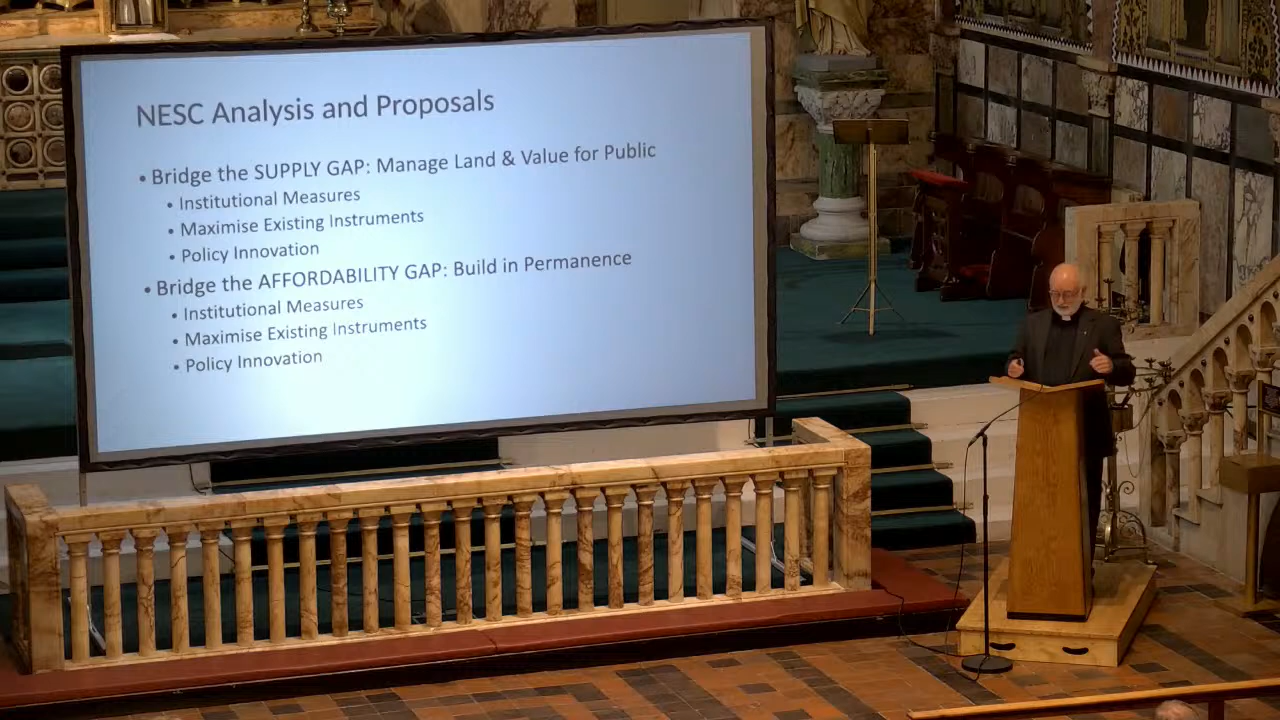 NESC Analysis and Proposals
• Bridge the SUPPLY GAP: Manage Land & Value for Public
• Institutional Measures
• Maximise Existing Instruments
• Policy Innovation
• Bridge the AFFORDABILITY GAP: Build in Permanence
• Institutional Measures
• Maximise Existing Instruments
• Policy Innovation